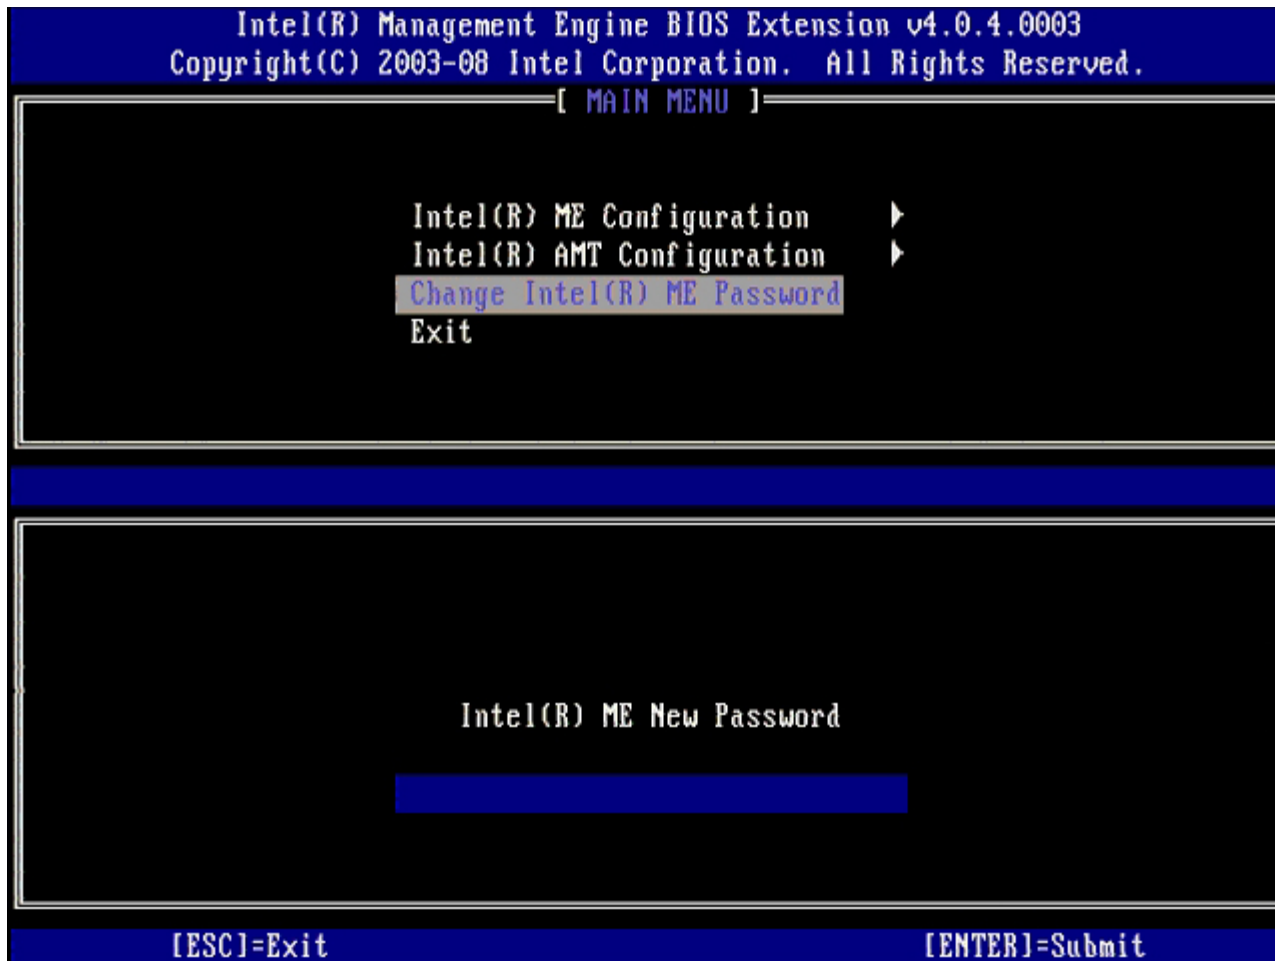 Intel(R) Management Engine BIOS Extension v4.0.4.0003
Copyright(C) 2003-08 Intel Corporation. All Rights Reserved.
[ MAIN MENU ]
Intel(R) ME Configuration
Intel(R) AMT Configuration
Change Intel(R) ME Password
Exit
Intel(R) ME New Password
[ESC]=Exit [ENTER]=Submit